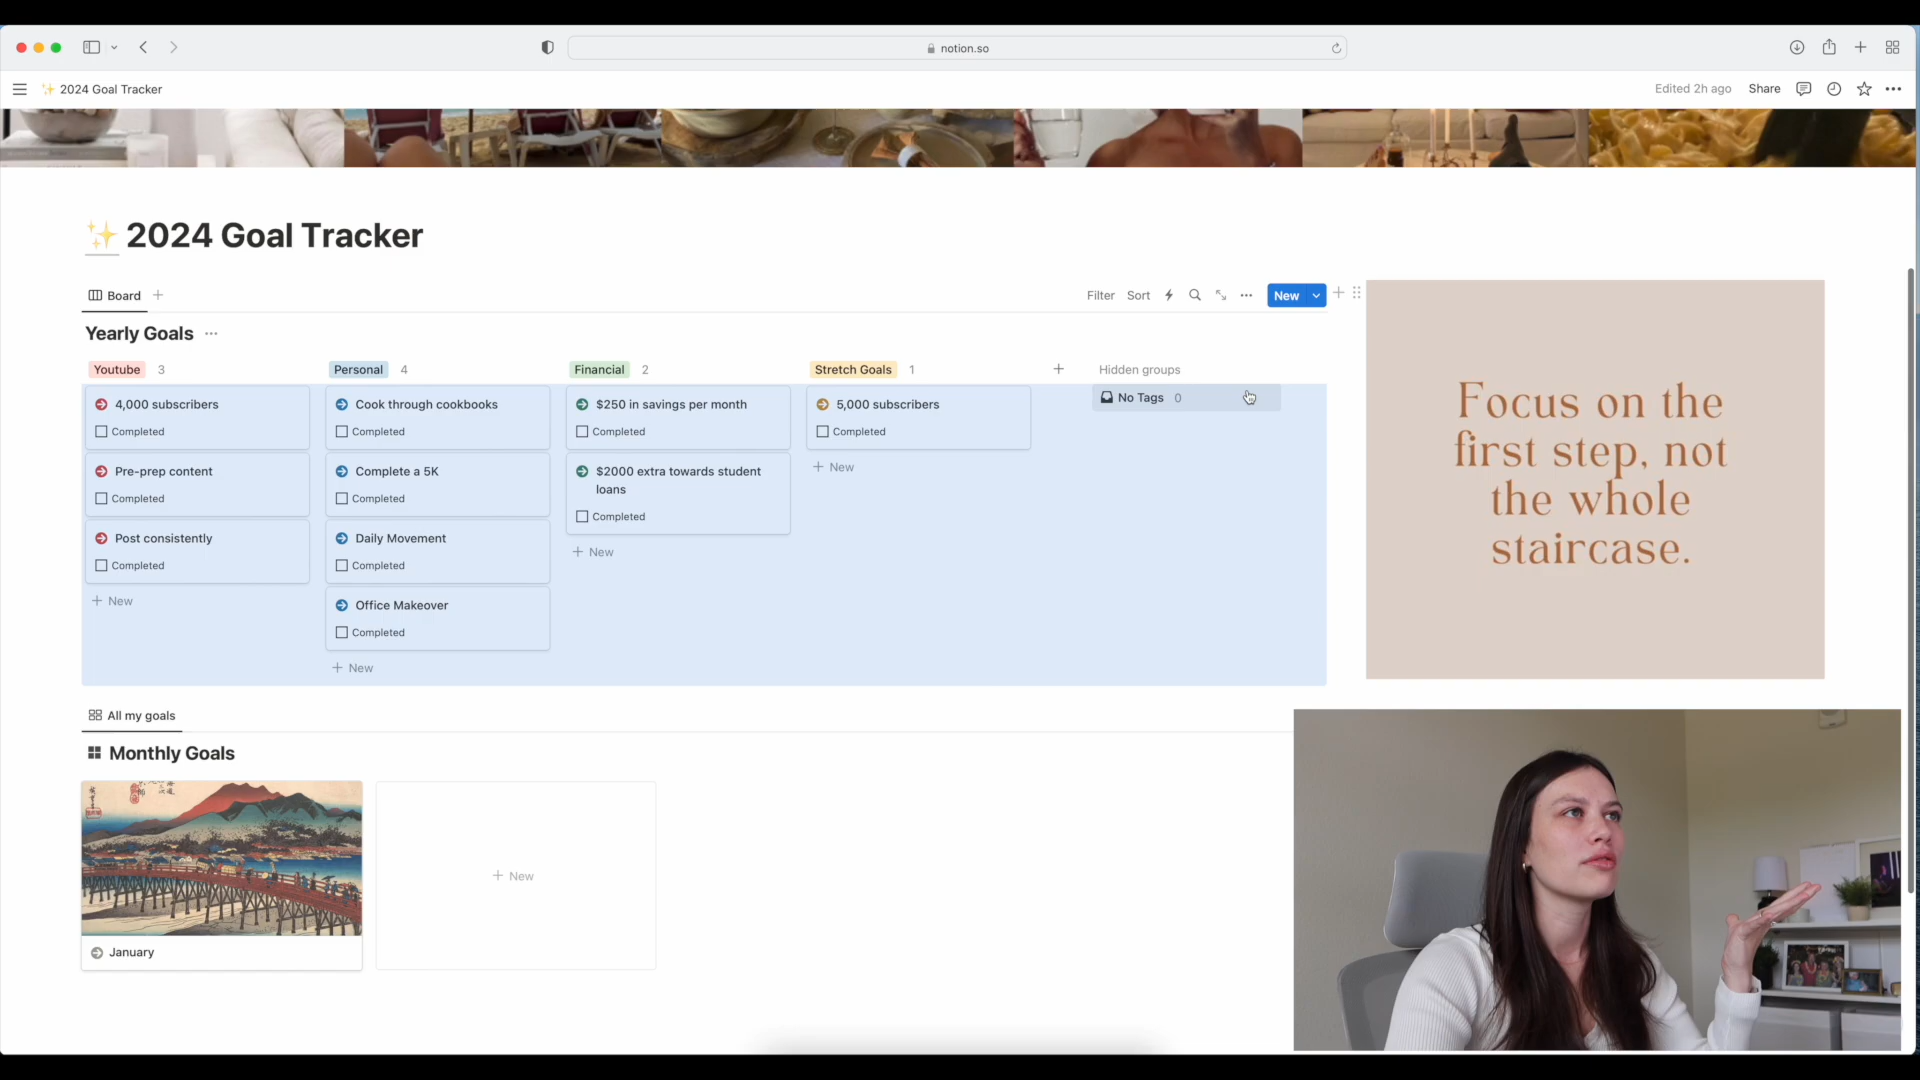 notion.so
2024 Goal Tracker
Edited 2h ago
Share
2024 Goal Tracker
Board
Filter
Sort
New
Yearly Goals
Youtube 3
4,000 subscribers
Completed
Pre-prep content
Completed
Post consistently
Completed
New
Personal 4
Cook through cookbooks
Completed
Complete a 5K
Completed
Daily Movement
Completed
Office Makeover
Completed
New
Financial 2
$250 in savings per month
Completed
$2000 extra towards student
loans
Completed
New
Stretch Goals 1
5,000 subscribers
Completed
New
Hidden groups
No Tags 0
Focus on the
first step, not
the whole
staircase.
All my goals
Monthly Goals
January
New